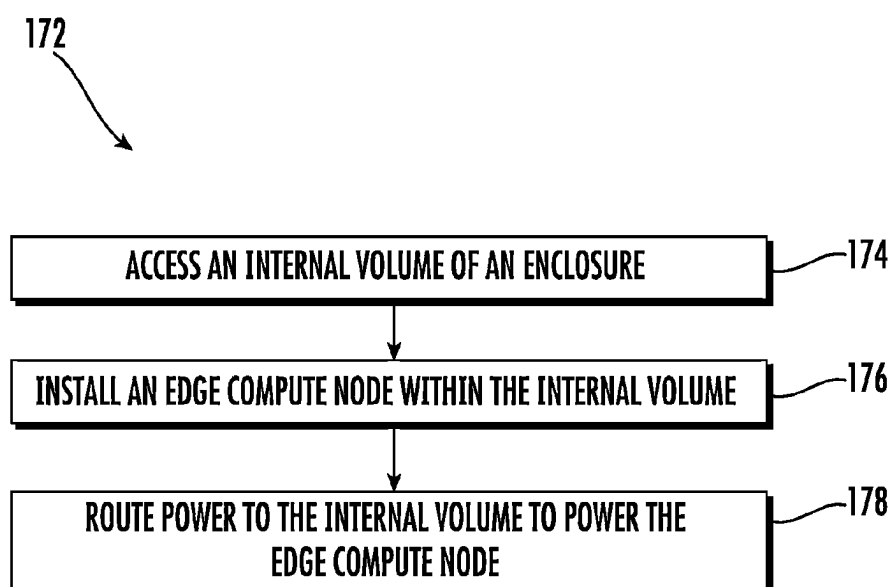 172
ACCESS AN INTERNAL VOLUME OF AN ENCLOSURE
174
INSTALL AN EDGE COMPUTE NODE WITHIN THE INTERNAL VOLUME
176
ROUTE POWER TO THE INTERNAL VOLUME TO POWER THE
EDGE COMPUTE NODE
178